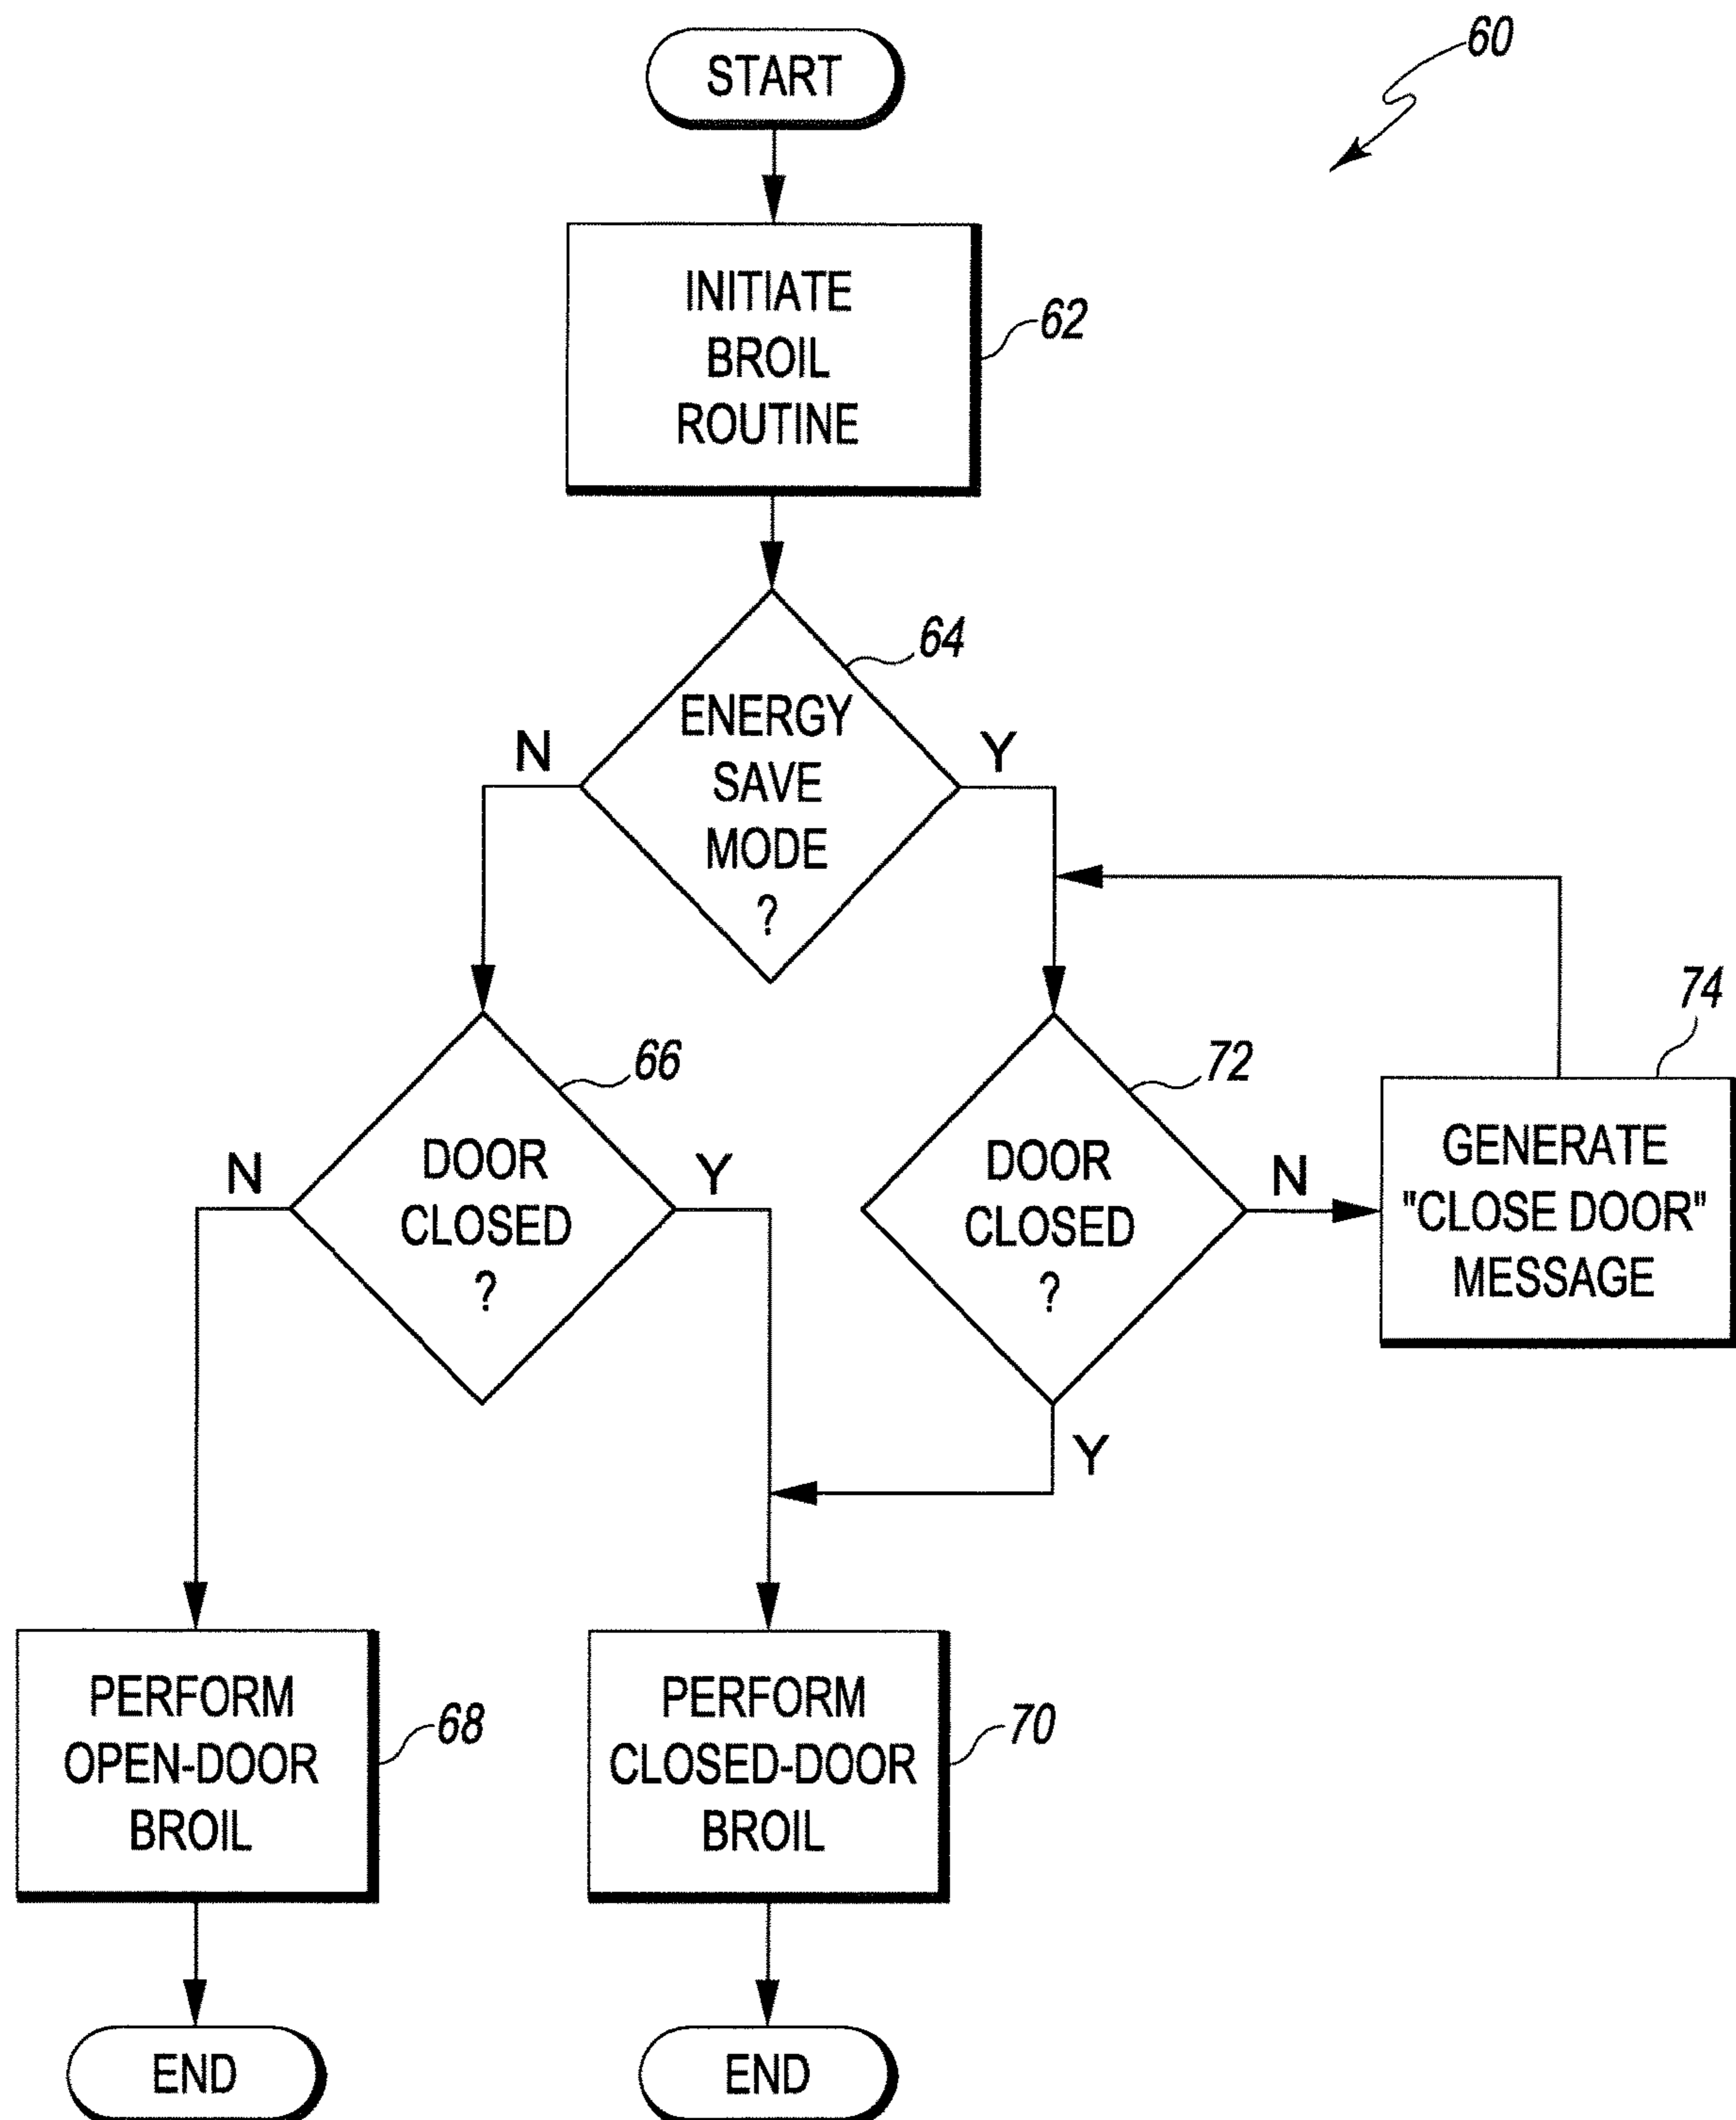 START
60
INITIATE
BROIL
ROUTINE
62
64
ENERGY
SAVE
MODE
?
N
Y
66
DOOR
CLOSED
?
N
Y
72
DOOR
CLOSED
?
N
Y
74
GENERATE
"CLOSE DOOR"
MESSAGE
PERFORM
OPEN-DOOR
BROIL
68
PERFORM
CLOSED-DOOR
BROIL
70
END
END